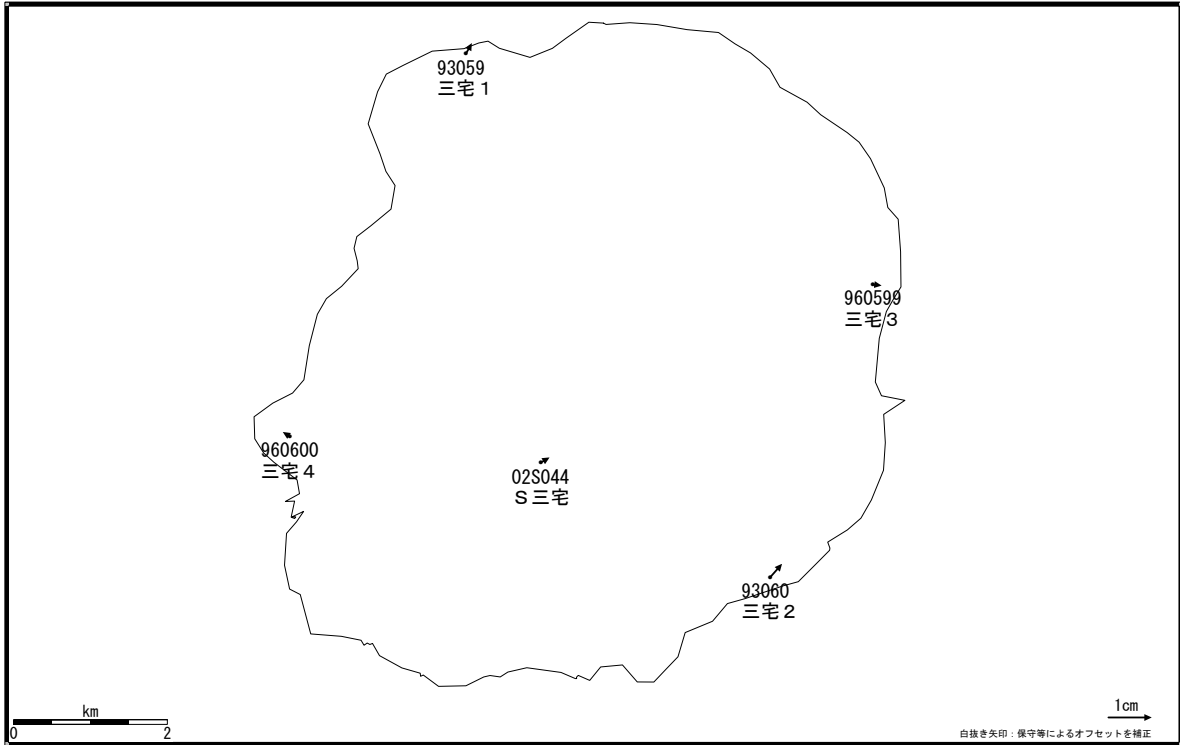 93059
三宅１
960599
三宅３
960600
三宅４
02S044
Ｓ三宅
93060
三宅２
km
0 2
1cm
白抜き矢印：保守等によるオフセットを補正